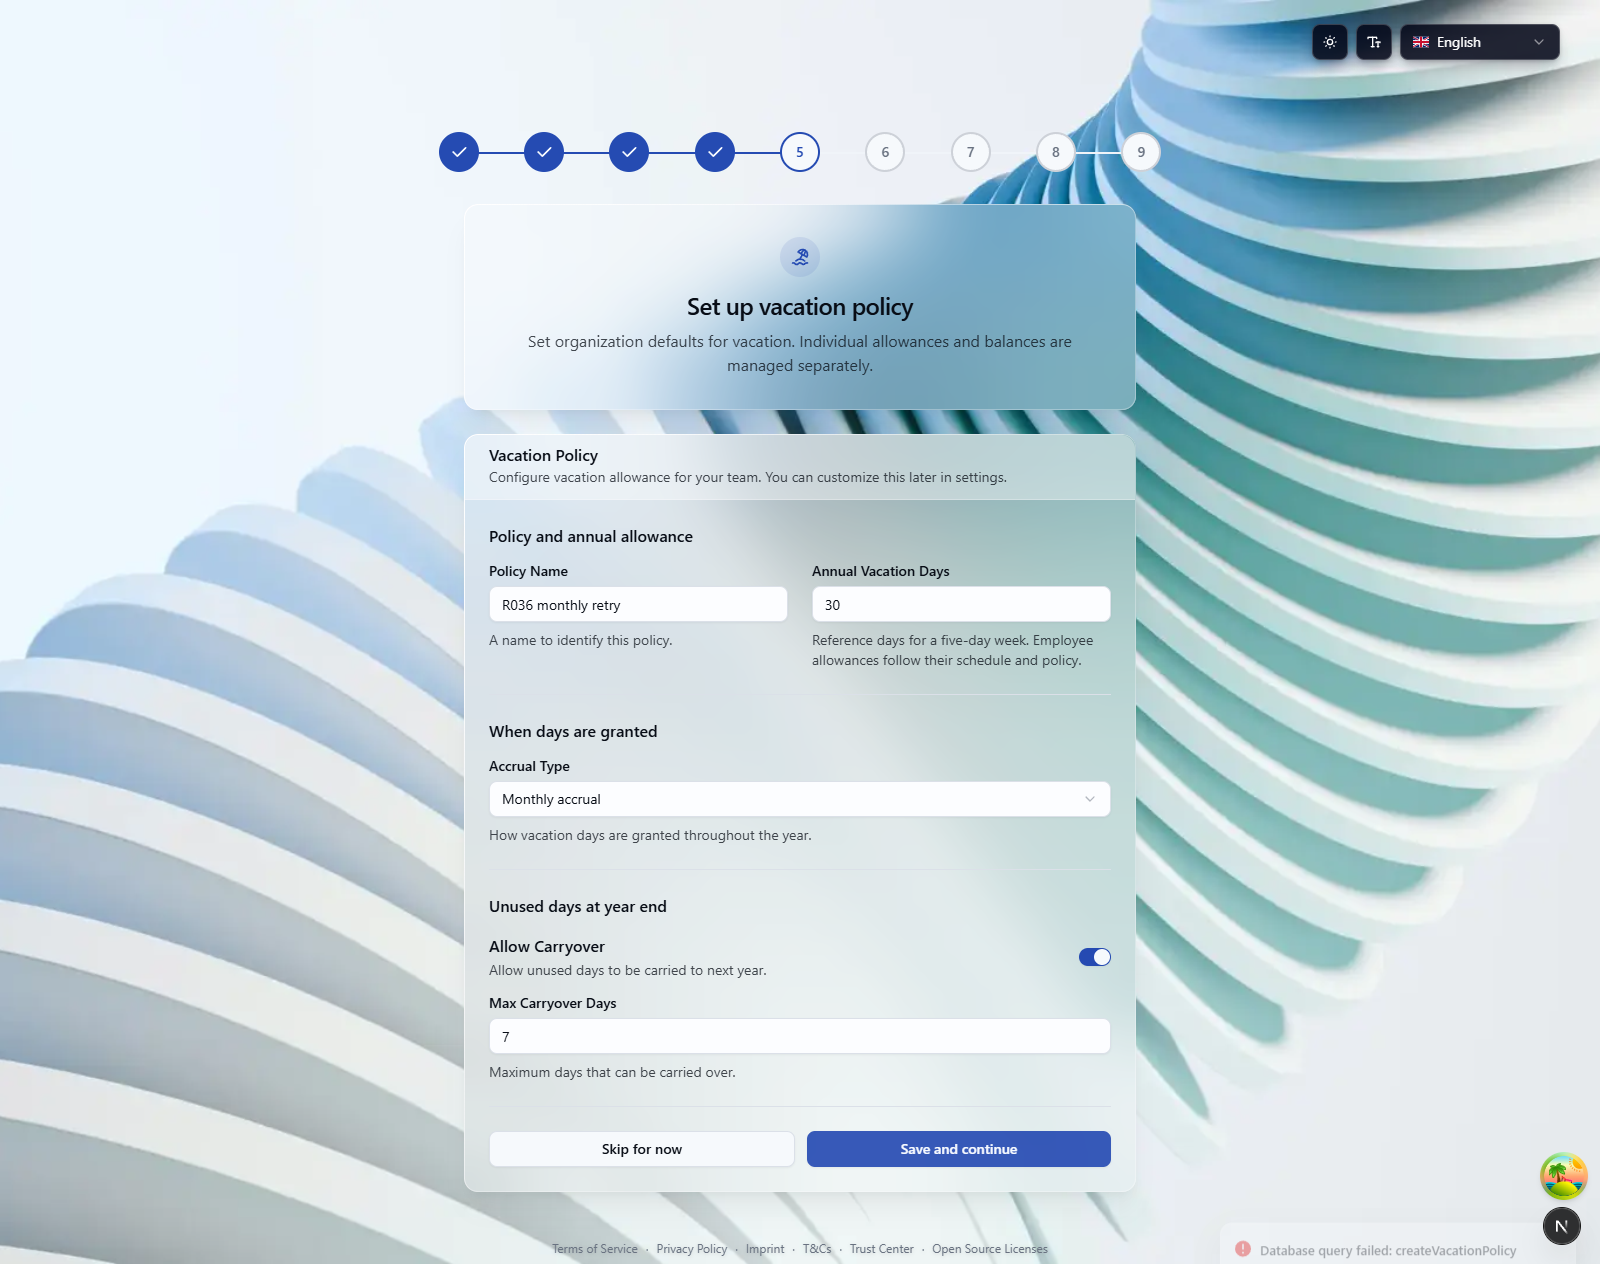 English
5
6
7
8
9
Set up vacation policy
Set organization defaults for vacation. Individual allowances and balances are
managed separately.
Vacation Policy
Configure vacation allowance for your team. You can customize this later in settings.
Policy and annual allowance
Policy Name
Annual Vacation Days
R036 monthly retry
30
A name to identify this policy.
Reference days for a five-day week. Employee
allowances follow their schedule and policy.
When days are granted
Accrual Type
Monthly accrual
How vacation days are granted throughout the year.
Unused days at year end
Allow Carryover
Allow unused days to be carried to next year.
Max Carryover Days
7
Maximum days that can be carried over.
Skip for now
Save and continue
Terms of Service · Privacy Policy · Imprint · T&Cs · Trust Center · Open Source Licenses
N
Database query failed: createVacationPolicy